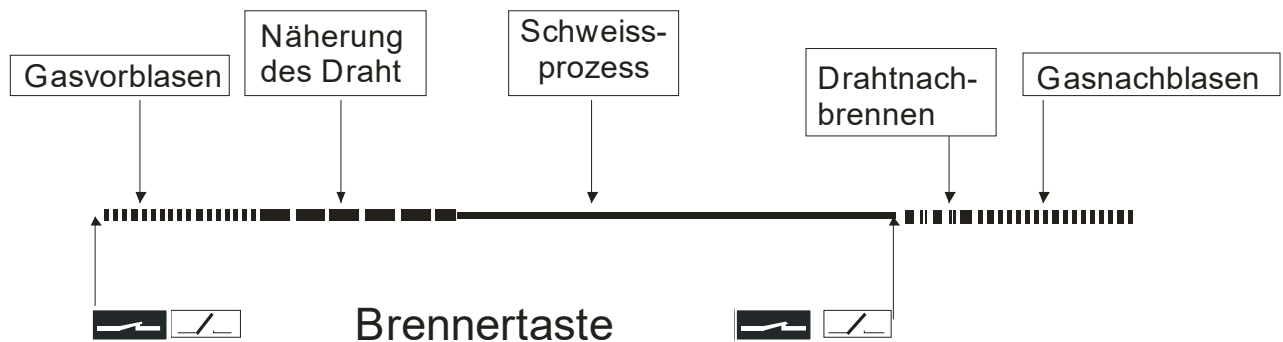 Gasvorblasen
Näherung
des Draht
Schweiss-
prozess
Drahtnach-
brennen
Gasnachblasen
Brennertaste